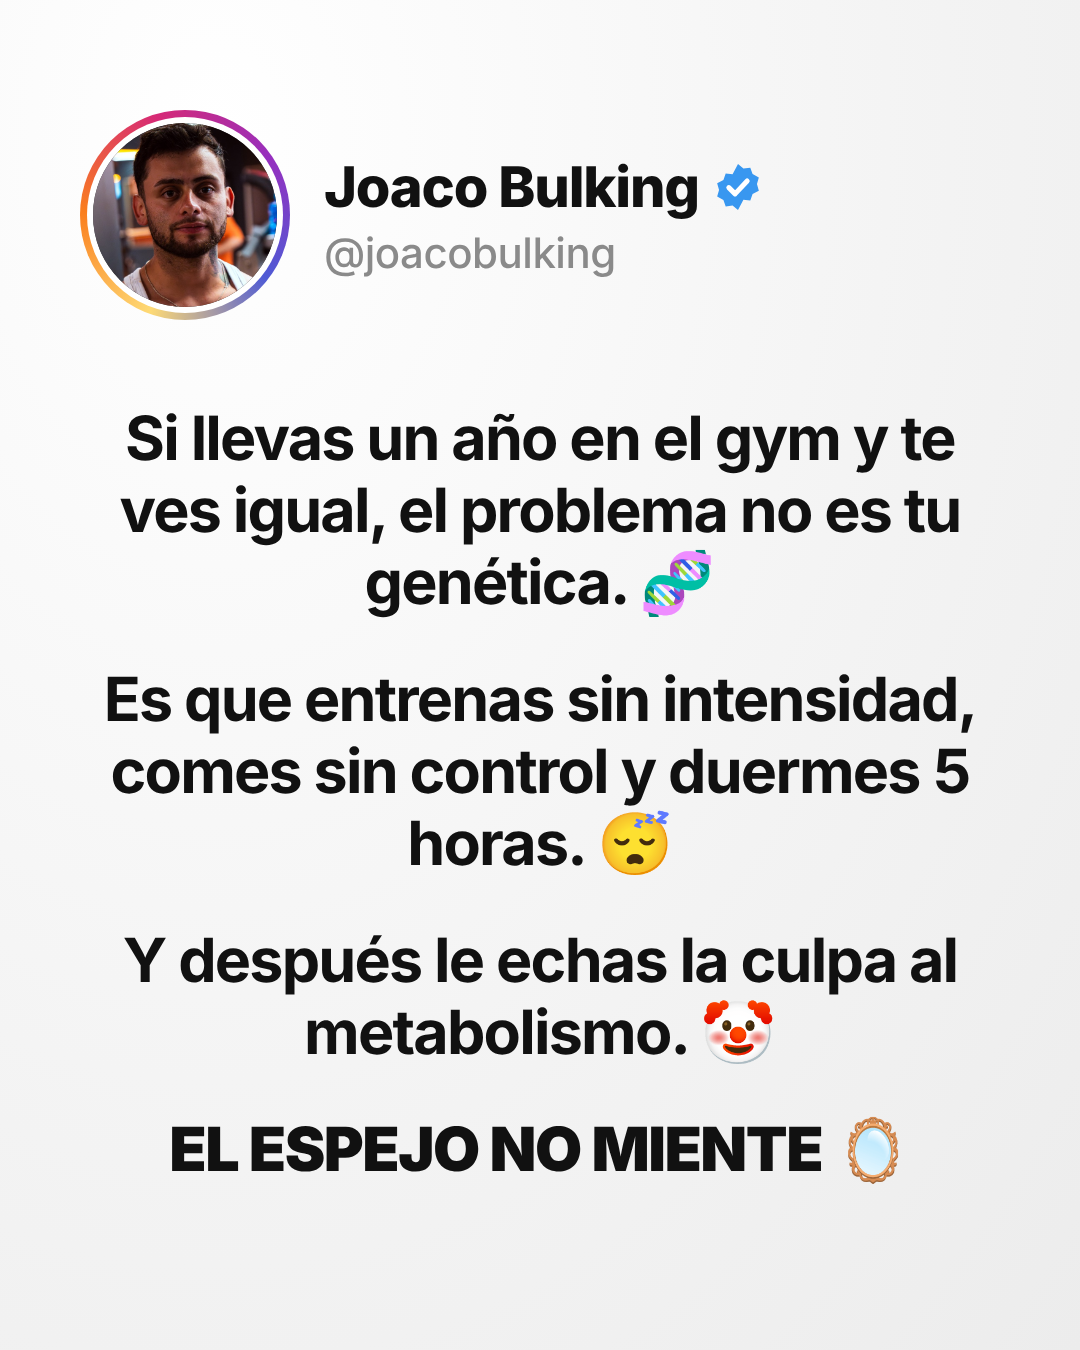 Joaco Bulking
@joacobulking
Si llevas un año en el gym y te
ves igual, el problema no es tu
genética. 🧬
Es que entrenas sin intensidad,
comes sin control y duermes 5
horas. 😴
Y después le echas la culpa al
metabolismo. 🤡
EL ESPEJO NO MIENTE 🪞